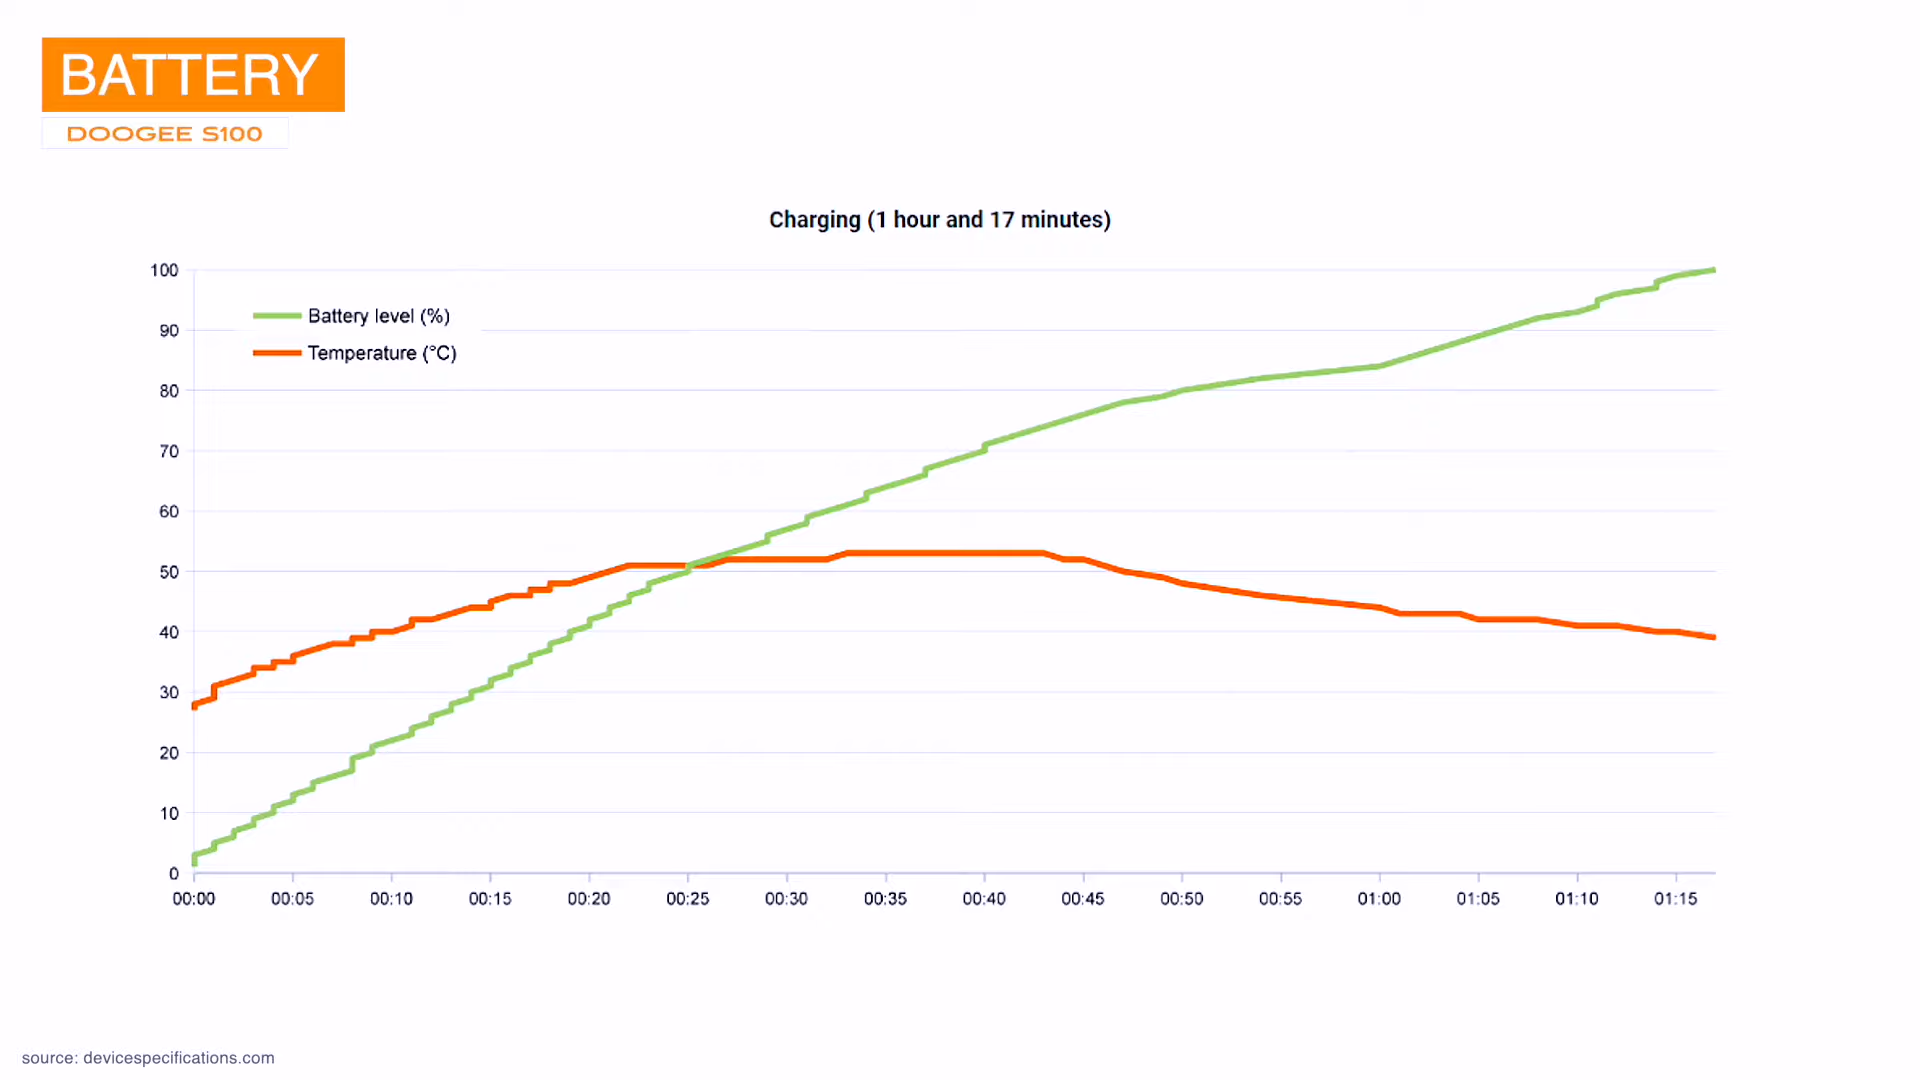 BATTERY
DOOGEE S100
Charging (1 hour and 17 minutes)
100
90
80
70
60
50
40
30
20
10
0
Battery level (%)
Temperature (°C)
00:00 00:05 00:10 00:15 00:20 00:25 00:30 00:35 00:40 00:45 00:50 00:55 01:00 01:05 01:10 01:15
source: devicespecifications.com